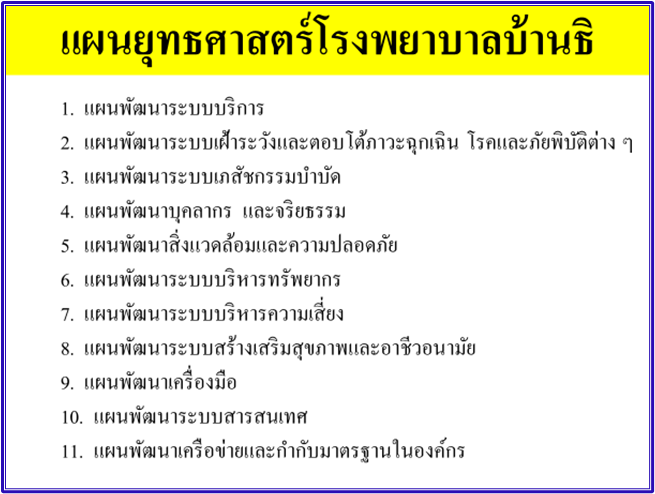 แผนยุทธศาสตร์โรงพยาบาลบ้านธิ
1. แผนพัฒนาระบบบริการ
2. แผนพัฒนาระบบเฝ้าระวังและตอบโต้ภาวะฉุกเฉิน โรคและภัยพิบัติต่าง ๆ
3. แผนพัฒนาระบบเภสัชกรรมบำบัด
4. แผนพัฒนาบุคลากร และจริยธรรม
5. แผนพัฒนาสิ่งแวดล้อมและความปลอดภัย
6. แผนพัฒนาระบบบริหารทรัพยากร
7. แผนพัฒนาระบบบริหารความเสี่ยง
8. แผนพัฒนาระบบสร้างเสริมสุขภาพและอาชีวอนามัย
9. แผนพัฒนาเครื่องมือ
10. แผนพัฒนาระบบสารสนเทศ
11. แผนพัฒนาเครือข่ายและกำกับมาตรฐานในองค์กร